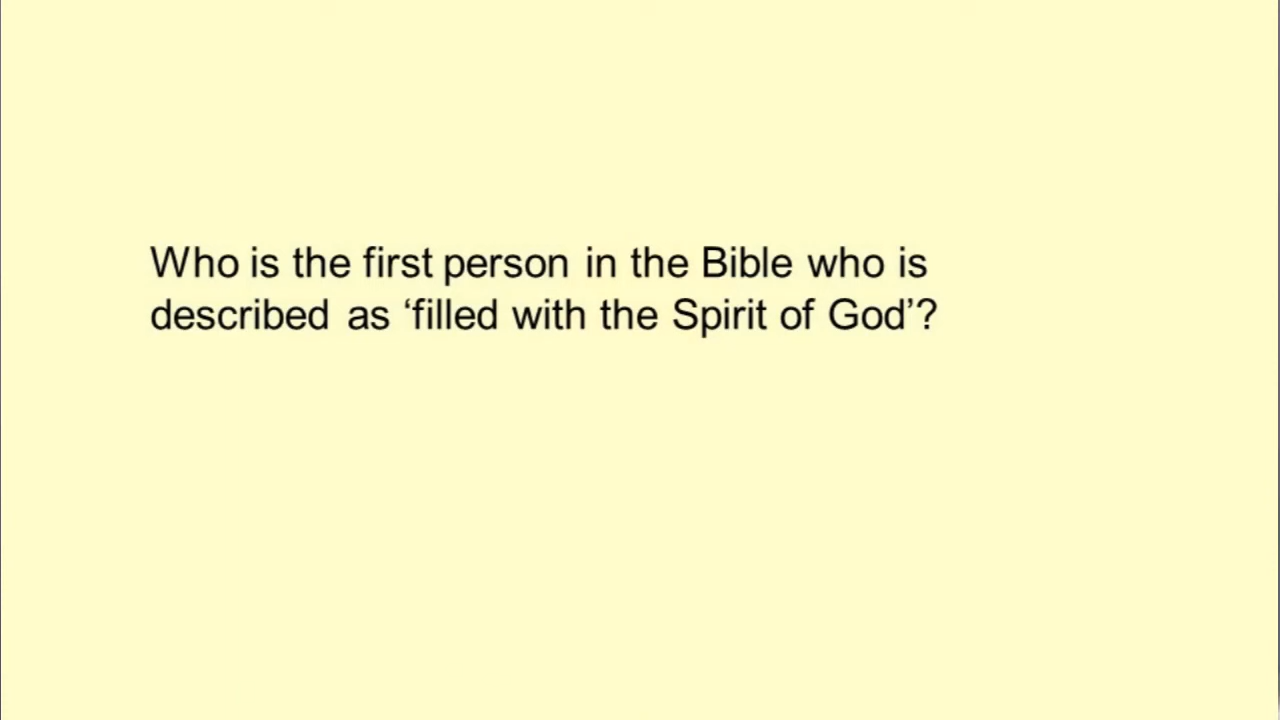 Who is the first person in the Bible who is
described as ‘filled with the Spirit of God’?